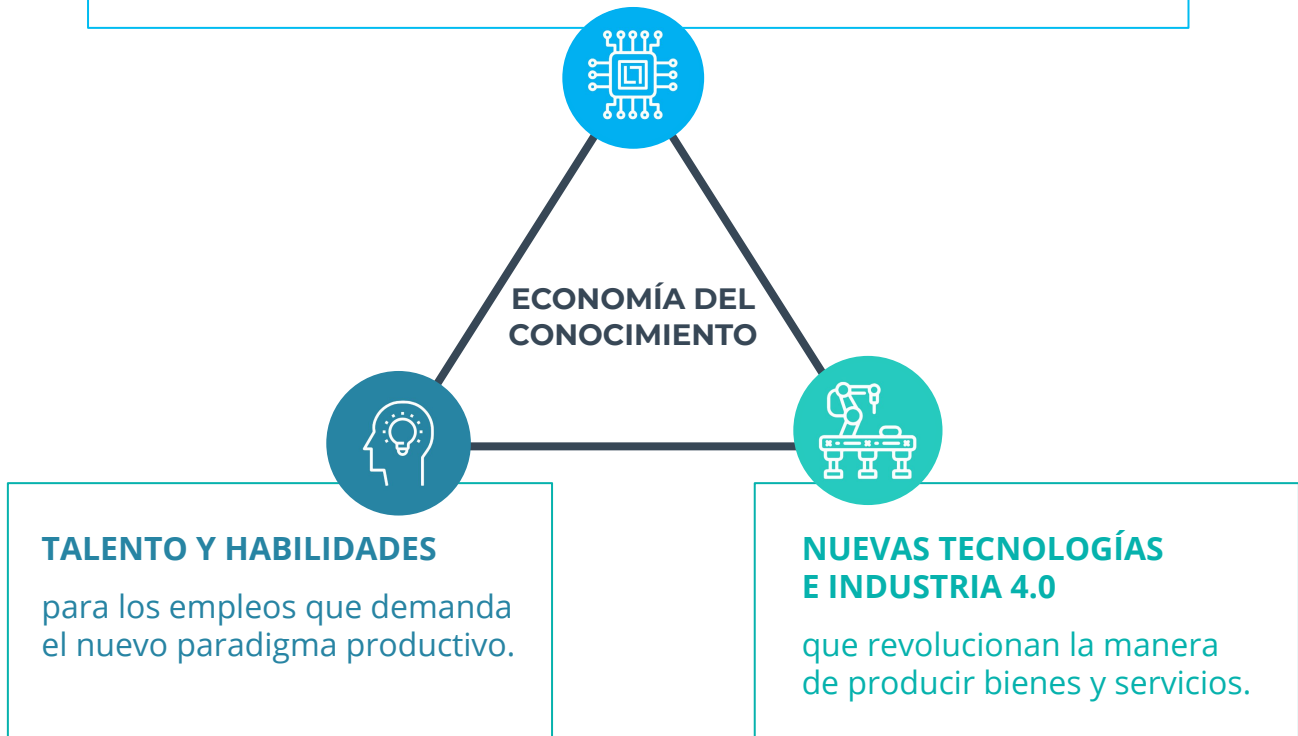 ECONOMÍA DEL
CONOCIMIENTO
TALENTO Y HABILIDADES
para los empleos que demanda
el nuevo paradigma productivo.
NUEVAS TECNOLOGÍAS
E INDUSTRIA 4.0
que revolucionan la manera
de producir bienes y servicios.